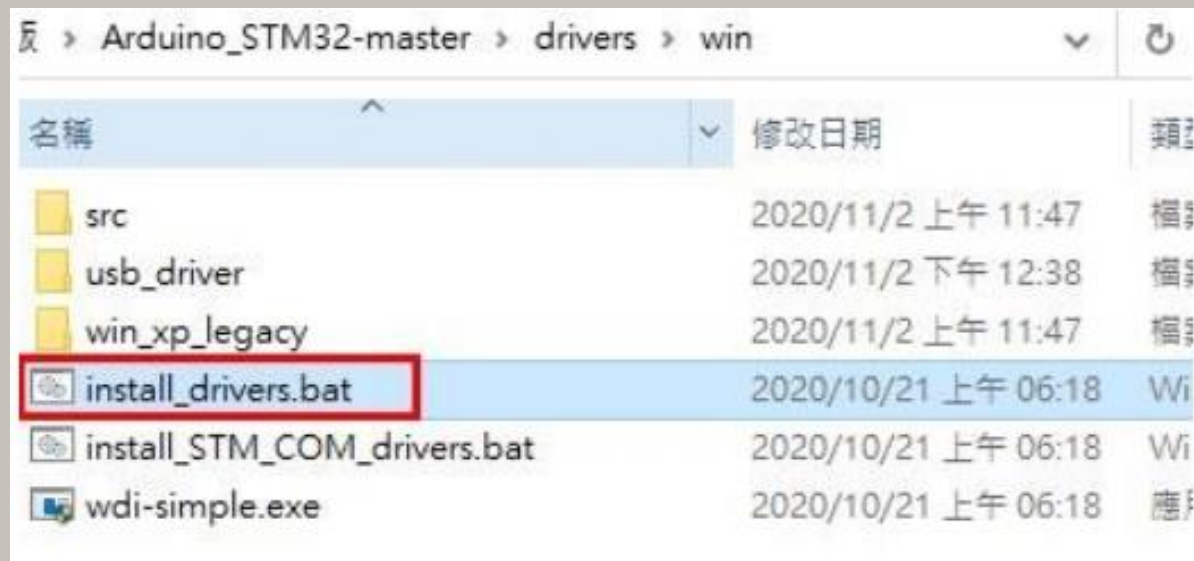 > Arduino_STM32-master > drivers > win
名稱 修改日期
src 2020/11/2 上午 11:47
usb_driver 2020/11/2 下午 12:38
win_xp_legacy 2020/11/2 上午 11:47
install_drivers.bat 2020/10/21 上午 06:18 Wi
install_STM_COM_drivers.bat 2020/10/21 上午 06:18 Wi
wdi-simple.exe 2020/10/21 上午 06:18